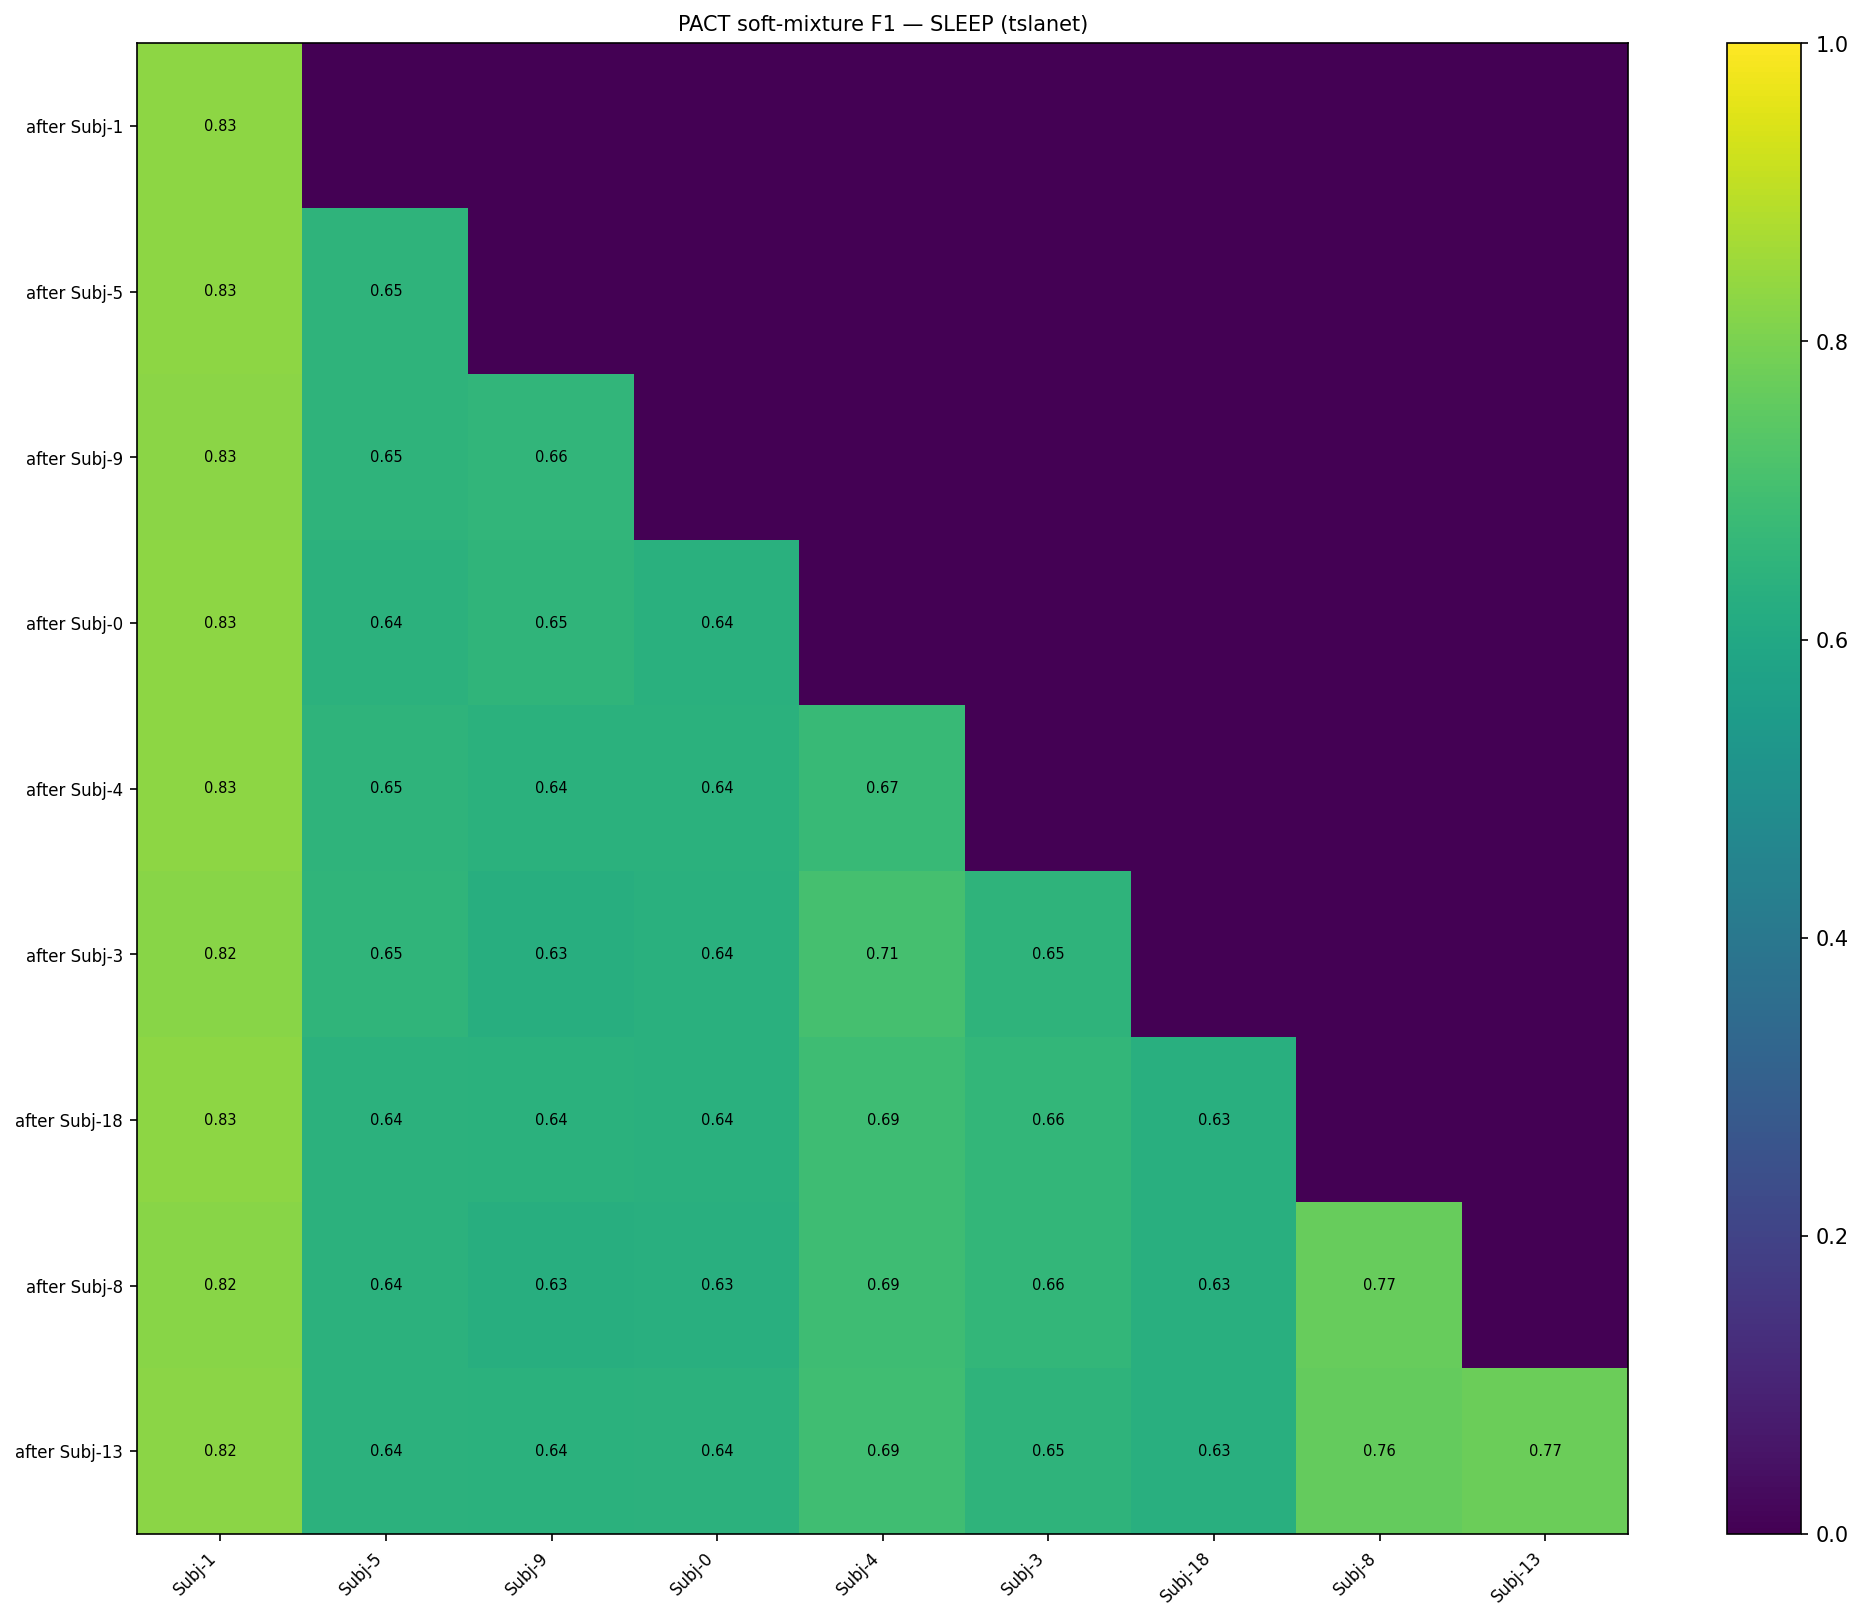 PACT soft-mixture F1 — SLEEP (tslanet)
after Subj-1 0.83
after Subj-5 0.83 0.65
after Subj-9 0.83 0.65 0.66
after Subj-0 0.83 0.64 0.65 0.64
after Subj-4 0.83 0.65 0.64 0.64 0.67
after Subj-3 0.82 0.65 0.63 0.64 0.71 0.65
after Subj-18 0.83 0.64 0.64 0.64 0.69 0.66 0.63
after Subj-8 0.82 0.64 0.63 0.63 0.69 0.66 0.63 0.77
after Subj-13 0.82 0.64 0.64 0.64 0.69 0.65 0.63 0.76 0.77
Subj-1 Subj-5 Subj-9 Subj-0 Subj-4 Subj-3 Subj-18 Subj-8 Subj-13
1.0
0.8
0.6
0.4
0.2
0.0